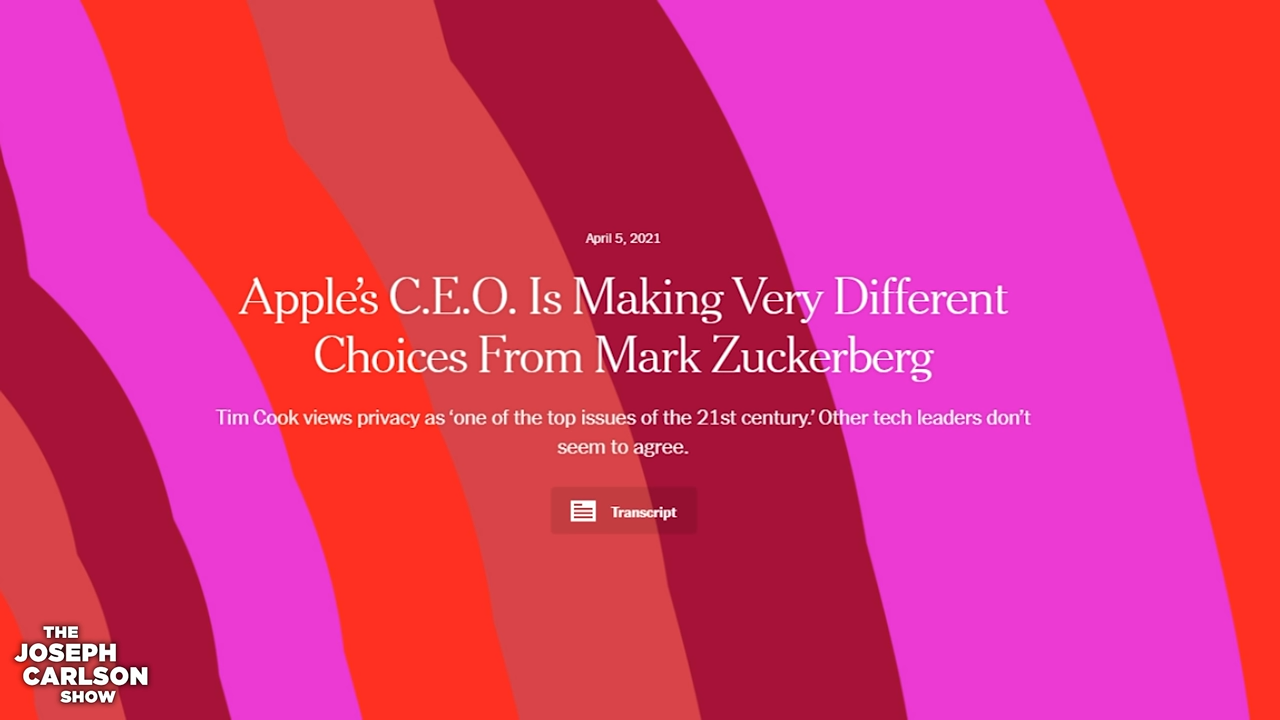 April 5, 2021
Apple’s C.E.O. Is Making Very Different
Choices From Mark Zuckerberg
Tim Cook views privacy as ‘one of the top issues of the 21st century.’ Other tech leaders don’t
seem to agree.
Transcript
THE
JOSEPH
CARLSON
SHOW